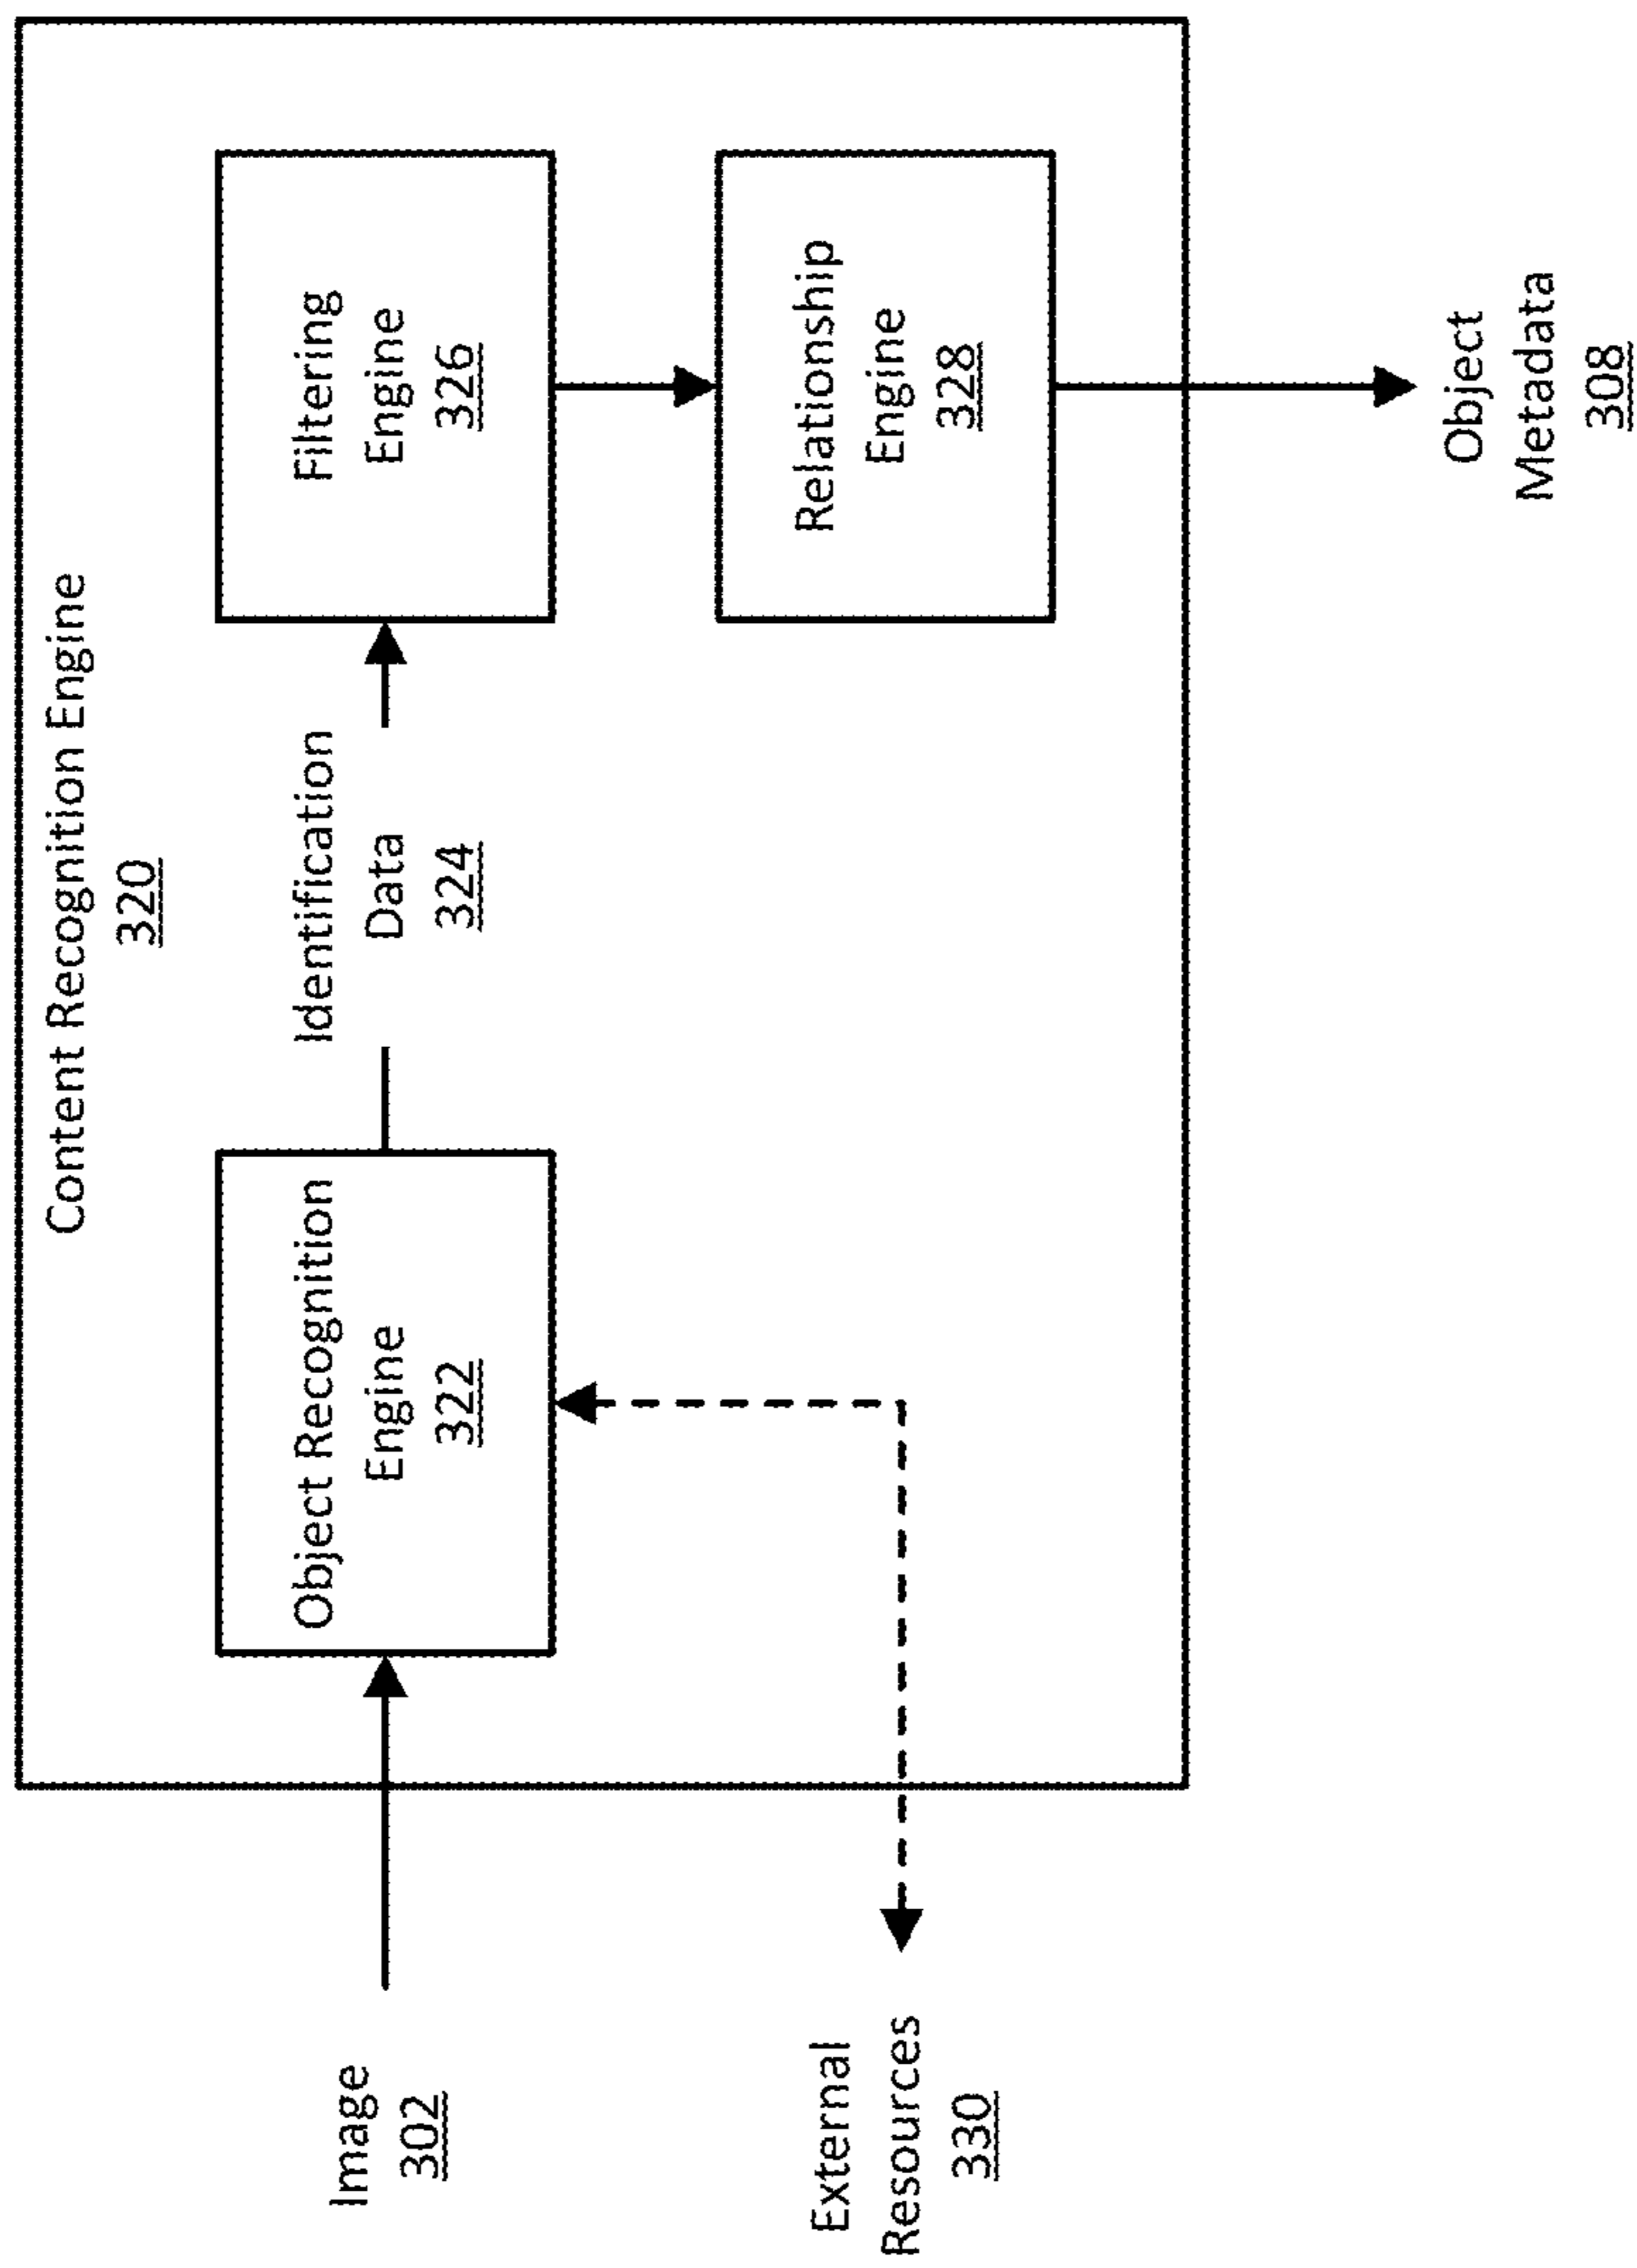 Content Recognition Engine
320
Image
302
Object Recognition
Engine
322
Identification
Data
324
Filtering
Engine
326
External
Resources
330
Relationship
Engine
328
Object
Metadata
308